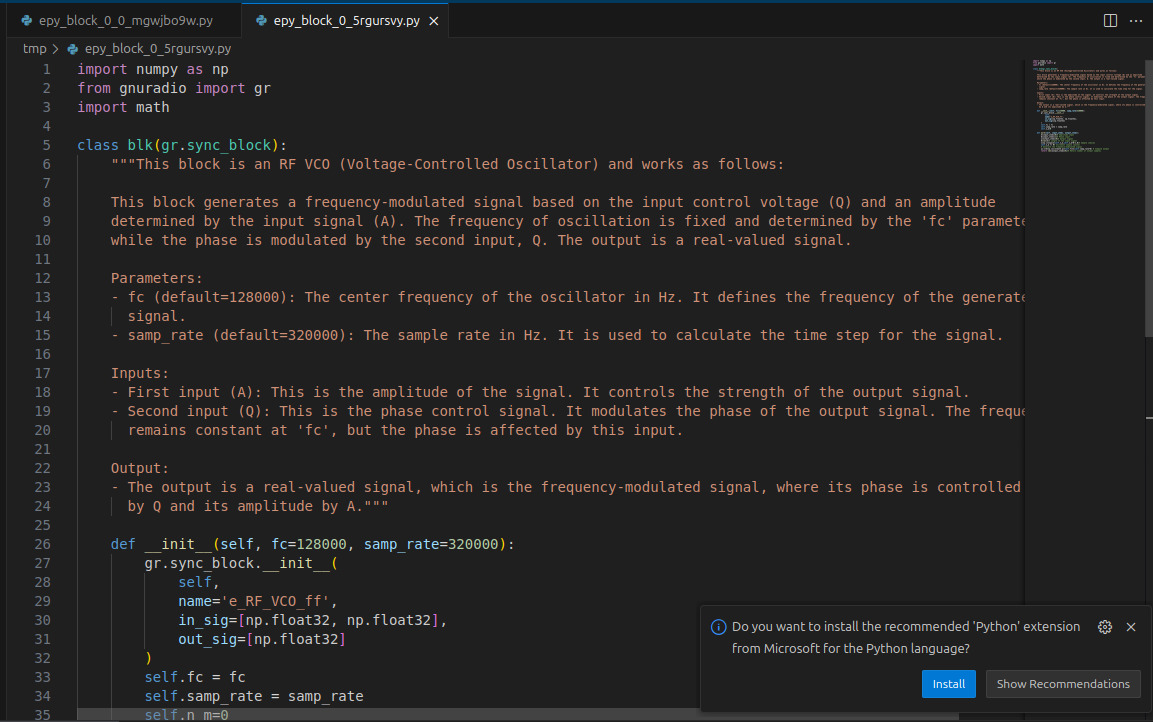 epy_block_0_0_mgwjbo9w.py
epy_block_0_5rgursvy.py
tmp > epy_block_0_5rgursvy.py
1 import numpy as np
2 from gnuradio import gr
3 import math
4
5 class blk(gr.sync_block):
6 """This block is an RF VCO (Voltage-Controlled Oscillator) and works as follows:
7
8 This block generates a frequency-modulated signal based on the input control voltage (Q) and an amplitude
9 determined by the input signal (A). The frequency of oscillation is fixed and determined by the 'fc' paramete
10 while the phase is modulated by the second input, Q. The output is a real-valued signal.
11
12 Parameters:
13 - fc (default=128000): The center frequency of the oscillator in Hz. It defines the frequency of the generate
14 signal.
15 - samp_rate (default=320000): The sample rate in Hz. It is used to calculate the time step for the signal.
16
17 Inputs:
18 - First input (A): This is the amplitude of the signal. It controls the strength of the output signal.
19 - Second input (Q): This is the phase control signal. It modulates the phase of the output signal. The freque
20 remains constant at 'fc', but the phase is affected by this input.
21
22 Output:
23 - The output is a real-valued signal, which is the frequency-modulated signal, where its phase is controlled
24 by Q and its amplitude by A."""
25
26 def __init__(self, fc=128000, samp_rate=320000):
27 gr.sync_block.__init__(
28 self,
29 name='e_RF_VCO_ff',
30 in_sig=[np.float32, np.float32],
31 out_sig=[np.float32]
32 )
33 self.fc = fc
34 self.samp_rate = samp_rate
35 self.n_m=0
Do you want to install the recommended 'Python' extension
from Microsoft for the Python language?
Install
Show Recommendations